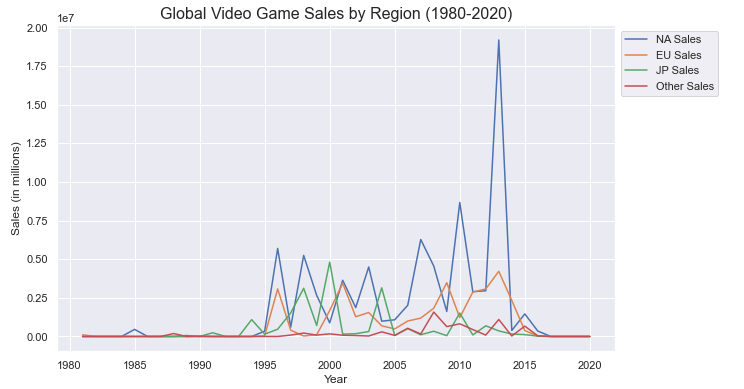 Global Video Game Sales by Region (1980-2020)
1e7
2.00
1.75
1.50
1.25
1.00
0.75
0.50
0.25
0.00
Sales (in millions)
1980 1985 1990 1995 2000 2005 2010 2015 2020
Year
NA Sales
EU Sales
JP Sales
Other Sales